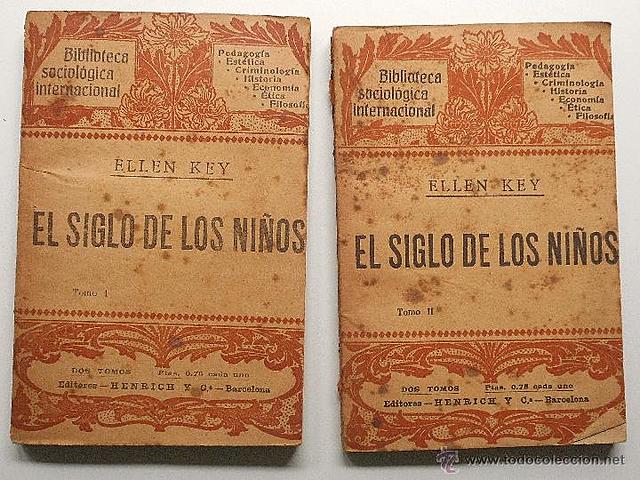 Biblioteca
sociológica
internacional
Pedagogía
• Estética
• Criminología
• Historia
• Economía
• Ética
• Filosofía
ELLEN KEY
EL SIGLO DE LOS NIÑOS
Tomo I
DOS TOMOS Ptas. 0.75 cada uno
Editores — HENRICH Y C.ª — Barcelona
Biblioteca
sociológica
internacional
Pedagogía
• Estética
• Criminología
• Historia
• Economía
• Ética
• Filosofía
ELLEN KEY
EL SIGLO DE LOS NIÑOS
Tomo II
DOS TOMOS Ptas. 0.75 cada uno
Editores — HENRICH Y C.ª — Barcelona
www.todocoleccion.net